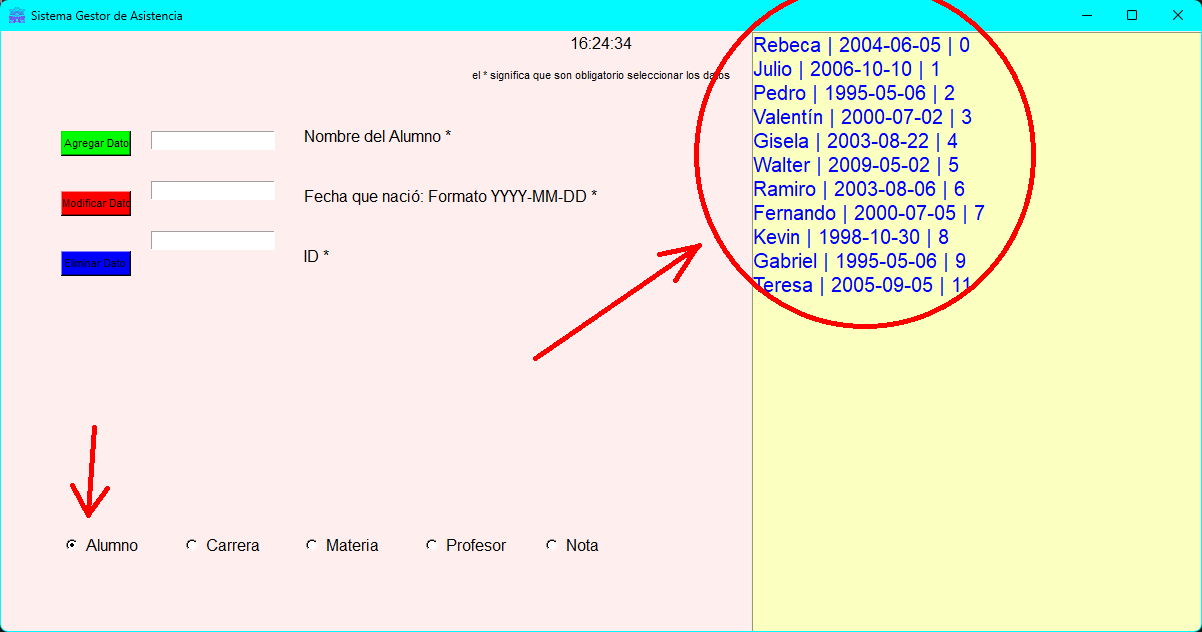 Sistema Gestor de Asistencia
16:24:34
el * significa que son obligatorio seleccionar los datos
Agregar Dato
Nombre del Alumno *
Modificar Dato
Fecha que nació: Formato YYYY-MM-DD *
Eliminar Dato
ID *
Alumno
Carrera
Materia
Profesor
Nota
Rebeca | 2004-06-05 | 0
Julio | 2006-10-10 | 1
Pedro | 1995-05-06 | 2
Valentín | 2000-07-02 | 3
Gisela | 2003-08-22 | 4
Walter | 2009-05-02 | 5
Ramiro | 2003-08-06 | 6
Fernando | 2000-07-05 | 7
Kevin | 1998-10-30 | 8
Gabriel | 1995-05-06 | 9
Teresa | 2005-09-05 | 11